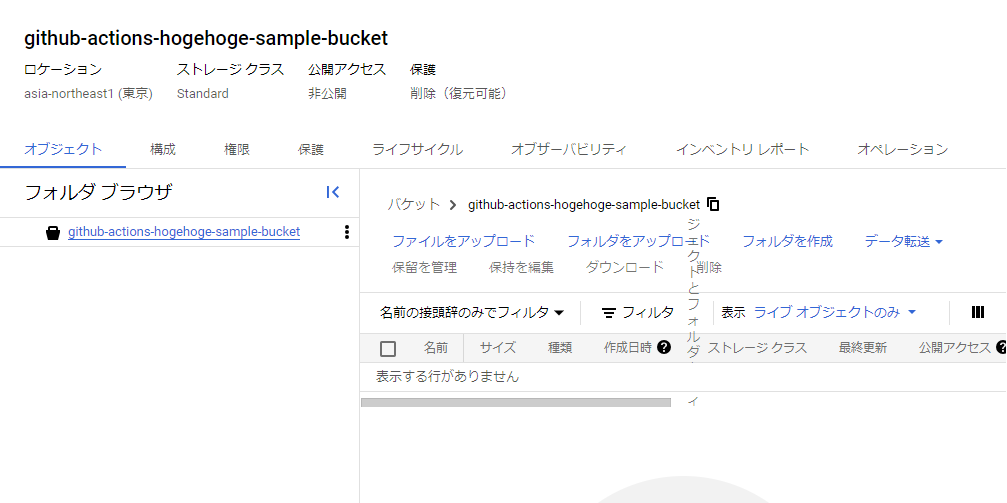 github-actions-hogehoge-sample-bucket
ロケーション ストレージ クラス 公開アクセス 保護
asia-northeast1 (東京) Standard 非公開 削除（復元可能）
オブジェクト 構成 権限 保護 ライフサイクル オブザーバビリティ インベントリ レポート オペレーション
フォルダ ブラウザ
github-actions-hogehoge-sample-bucket
バケット github-actions-hogehoge-sample-bucket
ファイルをアップロード フォルダをアップロード フォルダを作成 データ転送
保留を管理 保持を編集 ダウンロード 削除
ジェクトとフォルダ
名前の接頭辞のみでフィルタ フィルタ 表示 ライブ オブジェクトのみ
名前 サイズ 種類 作成日時 ストレージ クラス 最終更新 公開アクセス
表示する行がありません